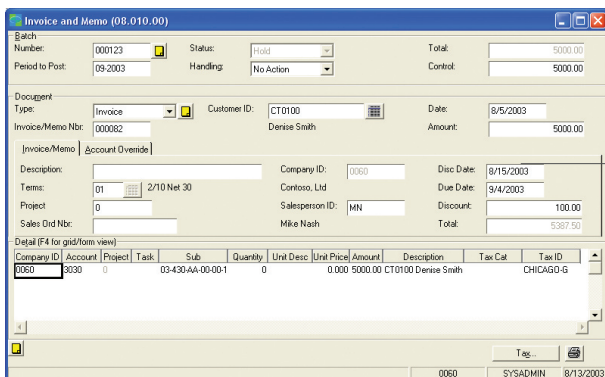 Invoice and Memo (08.010.00)
Batch
Number: 000123 Status: Hold Total: 5000.00
Period to Post: 09-2003 Handling: No Action Control: 5000.00
Document
Type: Invoice Customer ID: CT0100 Date: 8/5/2003
Invoice/Memo Nbr: 000082 Denise Smith Amount: 5000.00
Invoice/Memo Account Override
Description: Company ID: 0060 Disc Date: 8/15/2003
Terms: 01 2/10 Net 30 Contoso, Ltd Due Date: 9/4/2003
Project 0 Salesperson ID: MN Discount: 100.00
Sales Ord Nbr: Mike Nash Total: 5387.50
Detail (F4 for grid/form view)
Company ID Account Project Task Sub Quantity Unit Desc Unit Price Amount Description Tax Cat Tax ID
0060 3030 0 03-430-AA-00-00-1 0 0.000 5000.00 CT0100 Denise Smith CHICAGO-G
Tax...
0060 SYSADMIN 8/13/2003